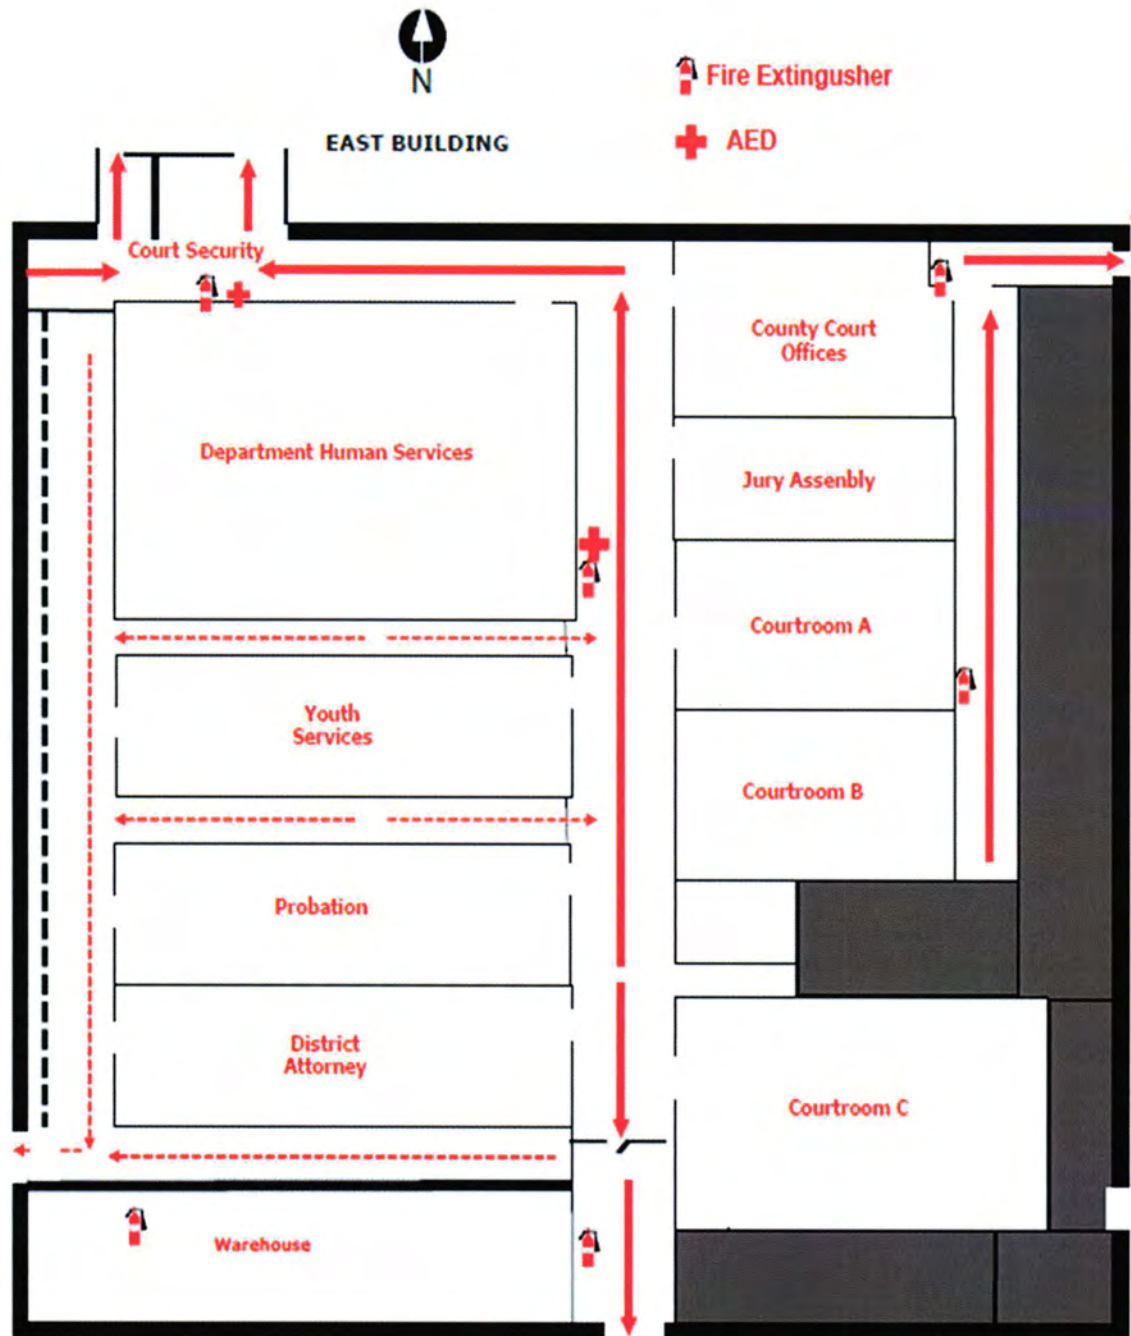 N
Fire Extingusher
EAST BUILDING
AED
Court Security
County Court
Offices
Department Human Services
Jury Assenbly
Courtroom A
Youth
Services
Courtroom B
Probation
District
Attorney
Courtroom C
Warehouse